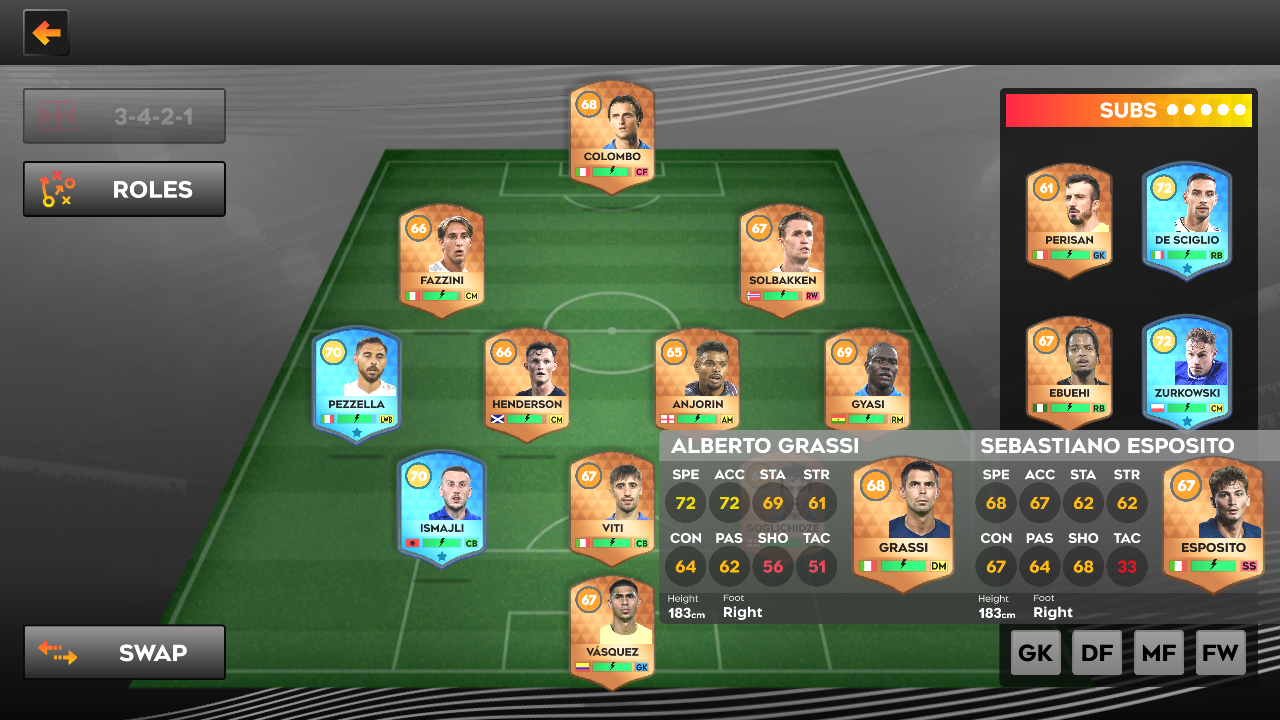 3-4-2-1
ROLES
SWAP
68
COLOMBO
CF
66
FAZZINI
CM
67
SOLBAKKEN
RW
70
PEZZELLA
LWB
66
HENDERSON
CM
65
ANJORIN
AM
69
GYASI
RM
70
ISMAJLI
CB
67
VITI
CB
GOGLICHIDZE
67
VÁSQUEZ
GK
SUBS
61
PERISAN
GK
72
DE SCIGLIO
RB
67
EBUEHI
RB
72
ZURKOWSKI
CM
ALBERTO GRASSI
SPE ACC STA STR
72 72 69 61
CON PAS SHO TAC
64 62 56 51
Height Foot
183cm Right
68
GRASSI
DM
SEBASTIANO ESPOSITO
SPE ACC STA STR
68 67 62 62
CON PAS SHO TAC
67 64 68 33
Height Foot
183cm Right
67
ESPOSITO
SS
GK DF MF FW